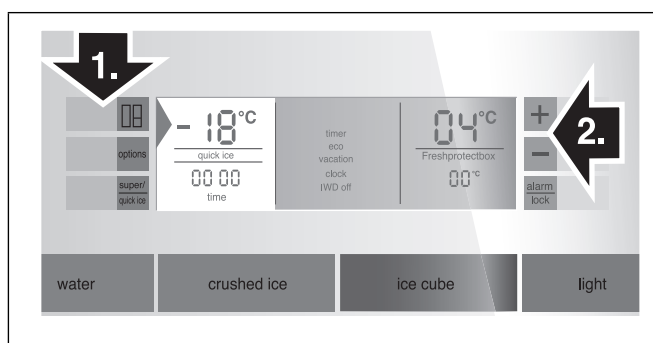 1.
-18°C
quick ice
00 00
time
timer
eco
vacation
clock
IWD off
04°C
Freshprotectbox
00°C
options
super/
quick ice
+
-
alarm
lock
2.
water
crushed ice
ice cube
light